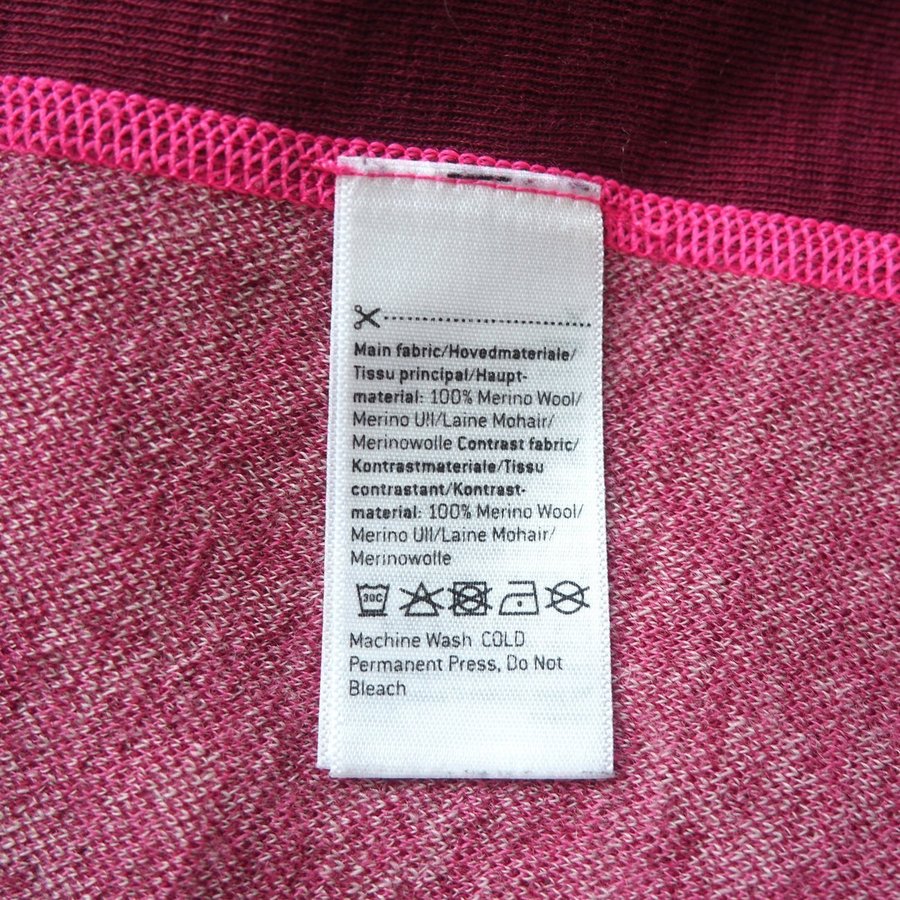 Main fabric/Hovedmateriale/
Tissu principal/Haupt-
material: 100% Merino Wool/
Merino Ull/Laine Mohair/
Merinowolle Contrast fabric/
Kontrastmateriale/Tissu
contrastant/Kontrast-
material: 100% Merino Wool/
Merino Ull/Laine Mohair/
Merinowolle
30C
Machine Wash COLD
Permanent Press, Do Not
Bleach